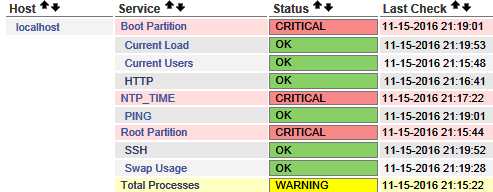 Host Service Status Last Check
localhost Boot Partition CRITICAL 11-15-2016 21:19:01
Current Load OK 11-15-2016 21:19:53
Current Users OK 11-15-2016 21:15:48
HTTP OK 11-15-2016 21:16:41
NTP_TIME CRITICAL 11-15-2016 21:17:22
PING OK 11-15-2016 21:19:01
Root Partition CRITICAL 11-15-2016 21:15:44
SSH OK 11-15-2016 21:19:52
Swap Usage OK 11-15-2016 21:19:28
Total Processes WARNING 11-15-2016 21:15:22